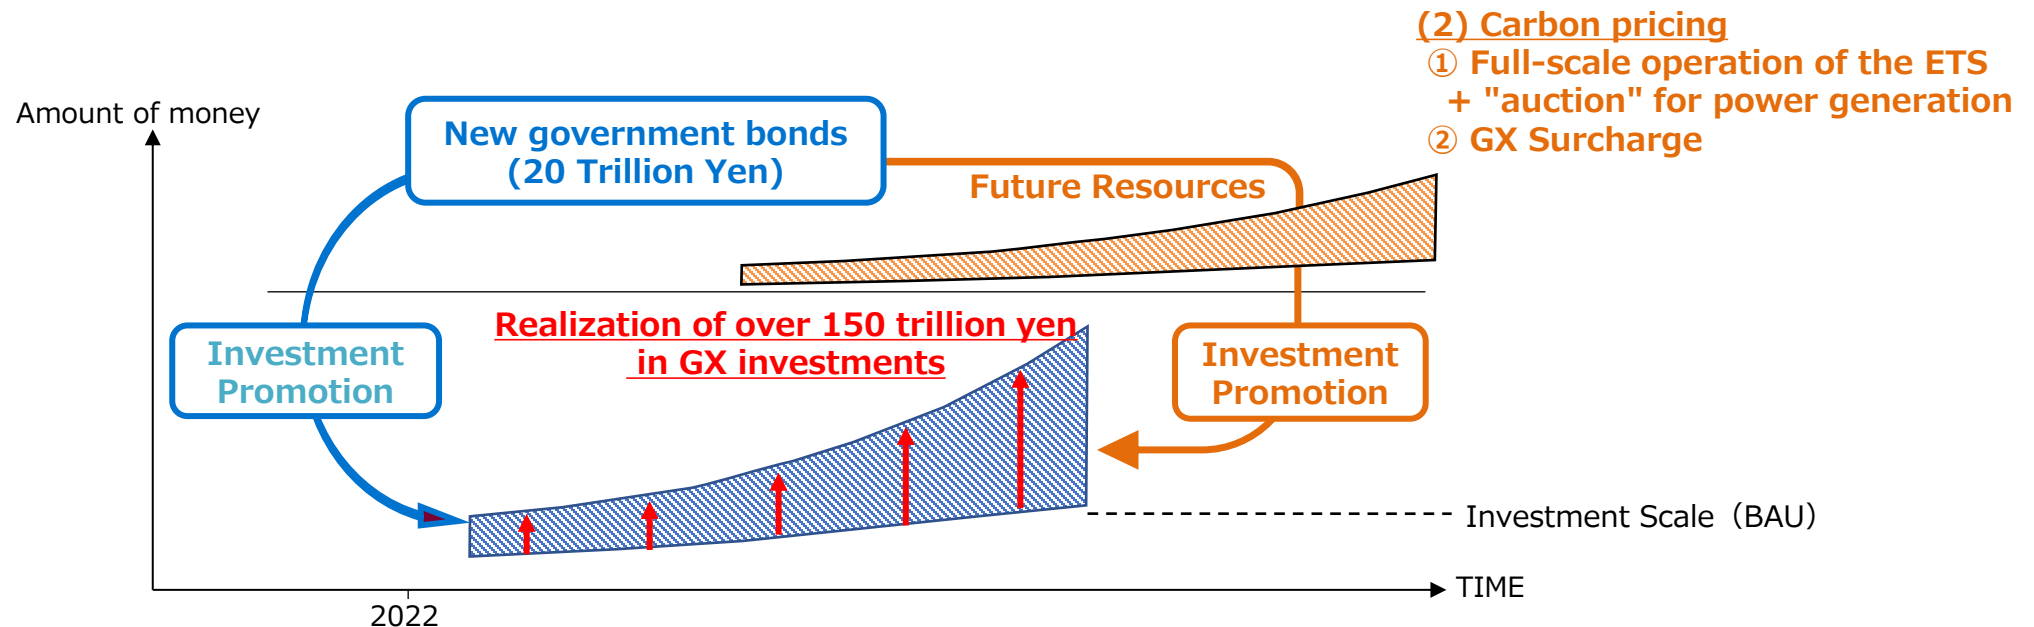 (2) Carbon pricing
① Full-scale operation of the ETS
+ "auction" for power generation
② GX Surcharge
Amount of money
New government bonds
(20 Trillion Yen)
Future Resources
Realization of over 150 trillion yen
in GX investments
Investment
Promotion
Investment
Promotion
Investment Scale（BAU）
TIME
2022